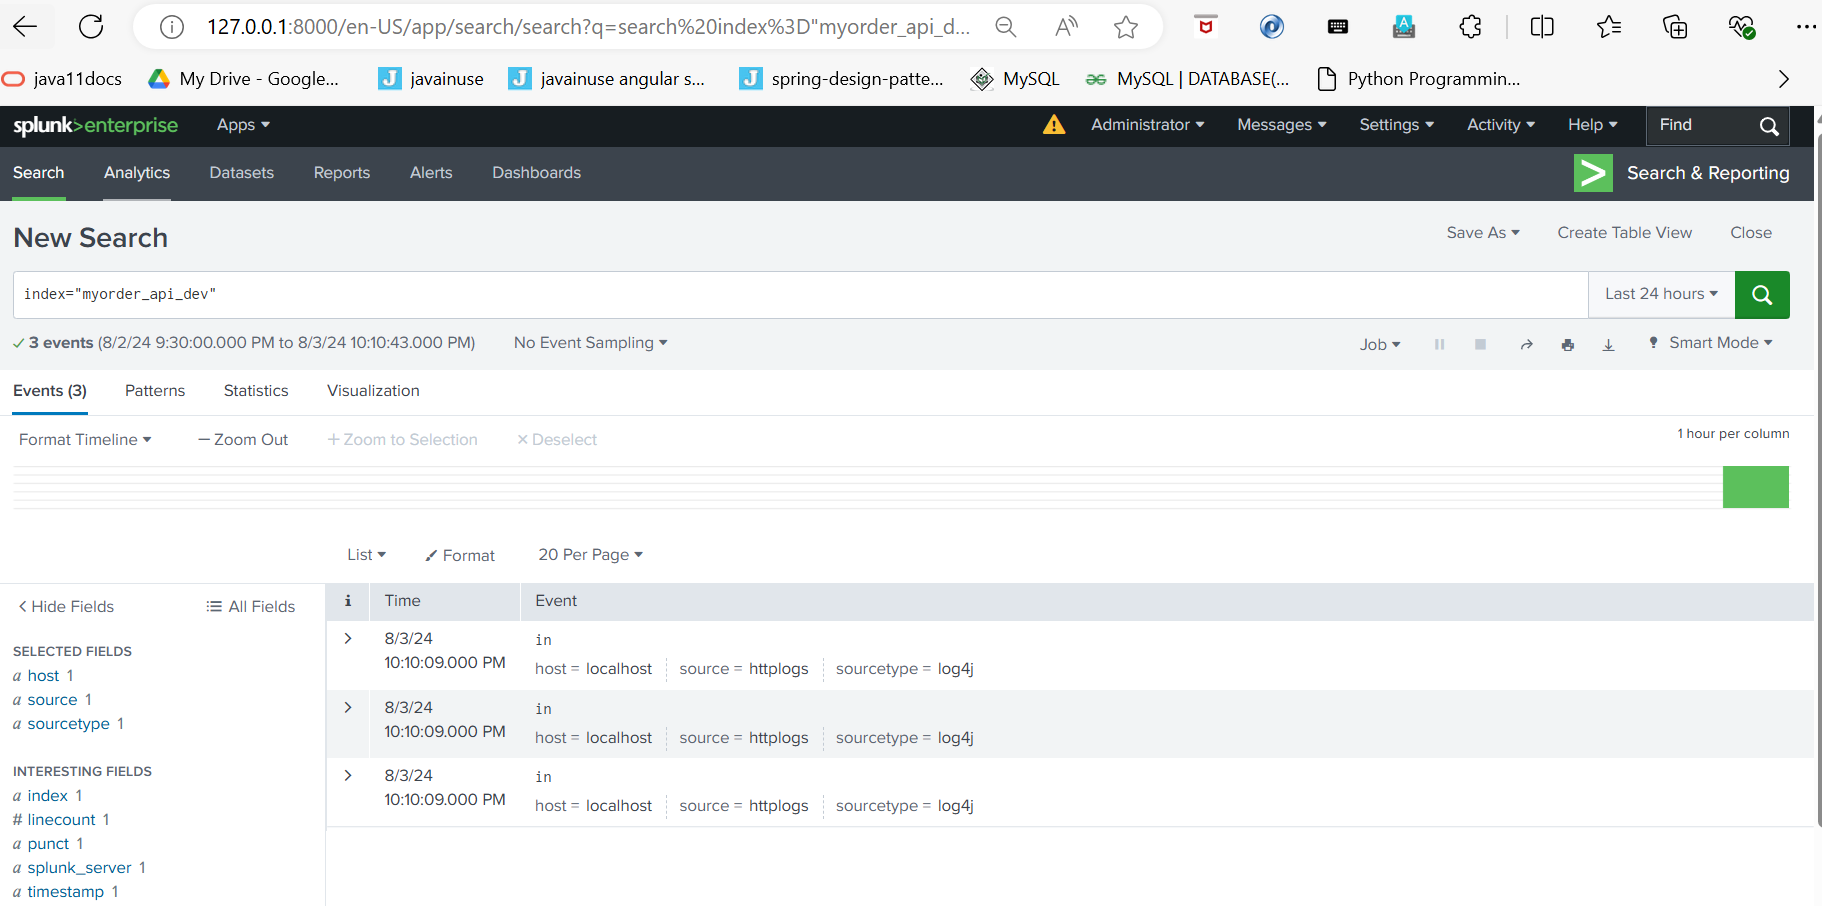 127.0.0.1:8000/en-US/app/search/search?q=search%20index%3D"myorder_api_d...
java11docs My Drive - Google... javainuse javainuse angular s... spring-design-patte... MySQL MySQL | DATABASE(... Python Programmin...
splunk>enterprise Apps Administrator Messages Settings Activity Help Find
Search Analytics Datasets Reports Alerts Dashboards Search & Reporting
New Search Save As Create Table View Close
index="myorder_api_dev" Last 24 hours
3 events (8/2/24 9:30:00.000 PM to 8/3/24 10:10:43.000 PM) No Event Sampling Job Smart Mode
Events (3) Patterns Statistics Visualization
Format Timeline — Zoom Out + Zoom to Selection × Deselect 1 hour per column
List Format 20 Per Page
< Hide Fields All Fields i Time Event
SELECTED FIELDS
a host 1
a source 1
a sourcetype 1
INTERESTING FIELDS
a index 1
# linecount 1
a punct 1
a splunk_server 1
a timestamp 1
> 8/3/24 in
10:10:09.000 PM host = localhost source = httplogs sourcetype = log4j
> 8/3/24 in
10:10:09.000 PM host = localhost source = httplogs sourcetype = log4j
> 8/3/24 in
10:10:09.000 PM host = localhost source = httplogs sourcetype = log4j